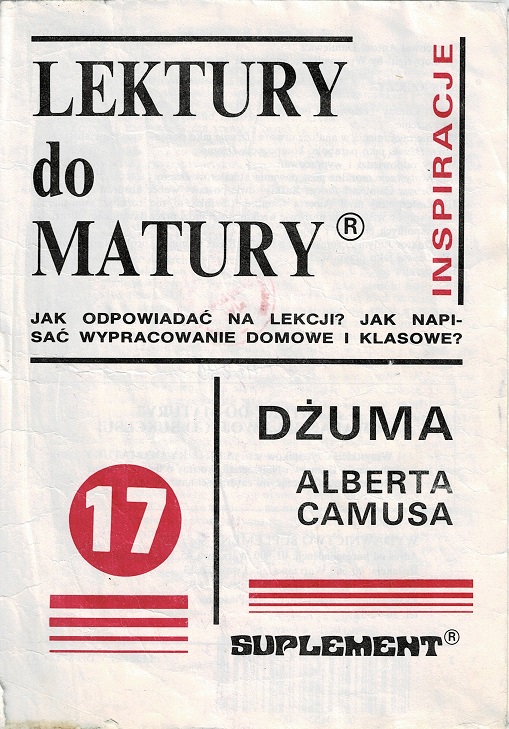 LEKTURY
do
MATURY®
INSPIRACJE
JAK ODPOWIADAĆ NA LEKCJI? JAK NAPI-
SAĆ WYPRACOWANIE DOMOWE I KLASOWE?
17
DŻUMA
ALBERTA
CAMUSA
SUPLEMENT®